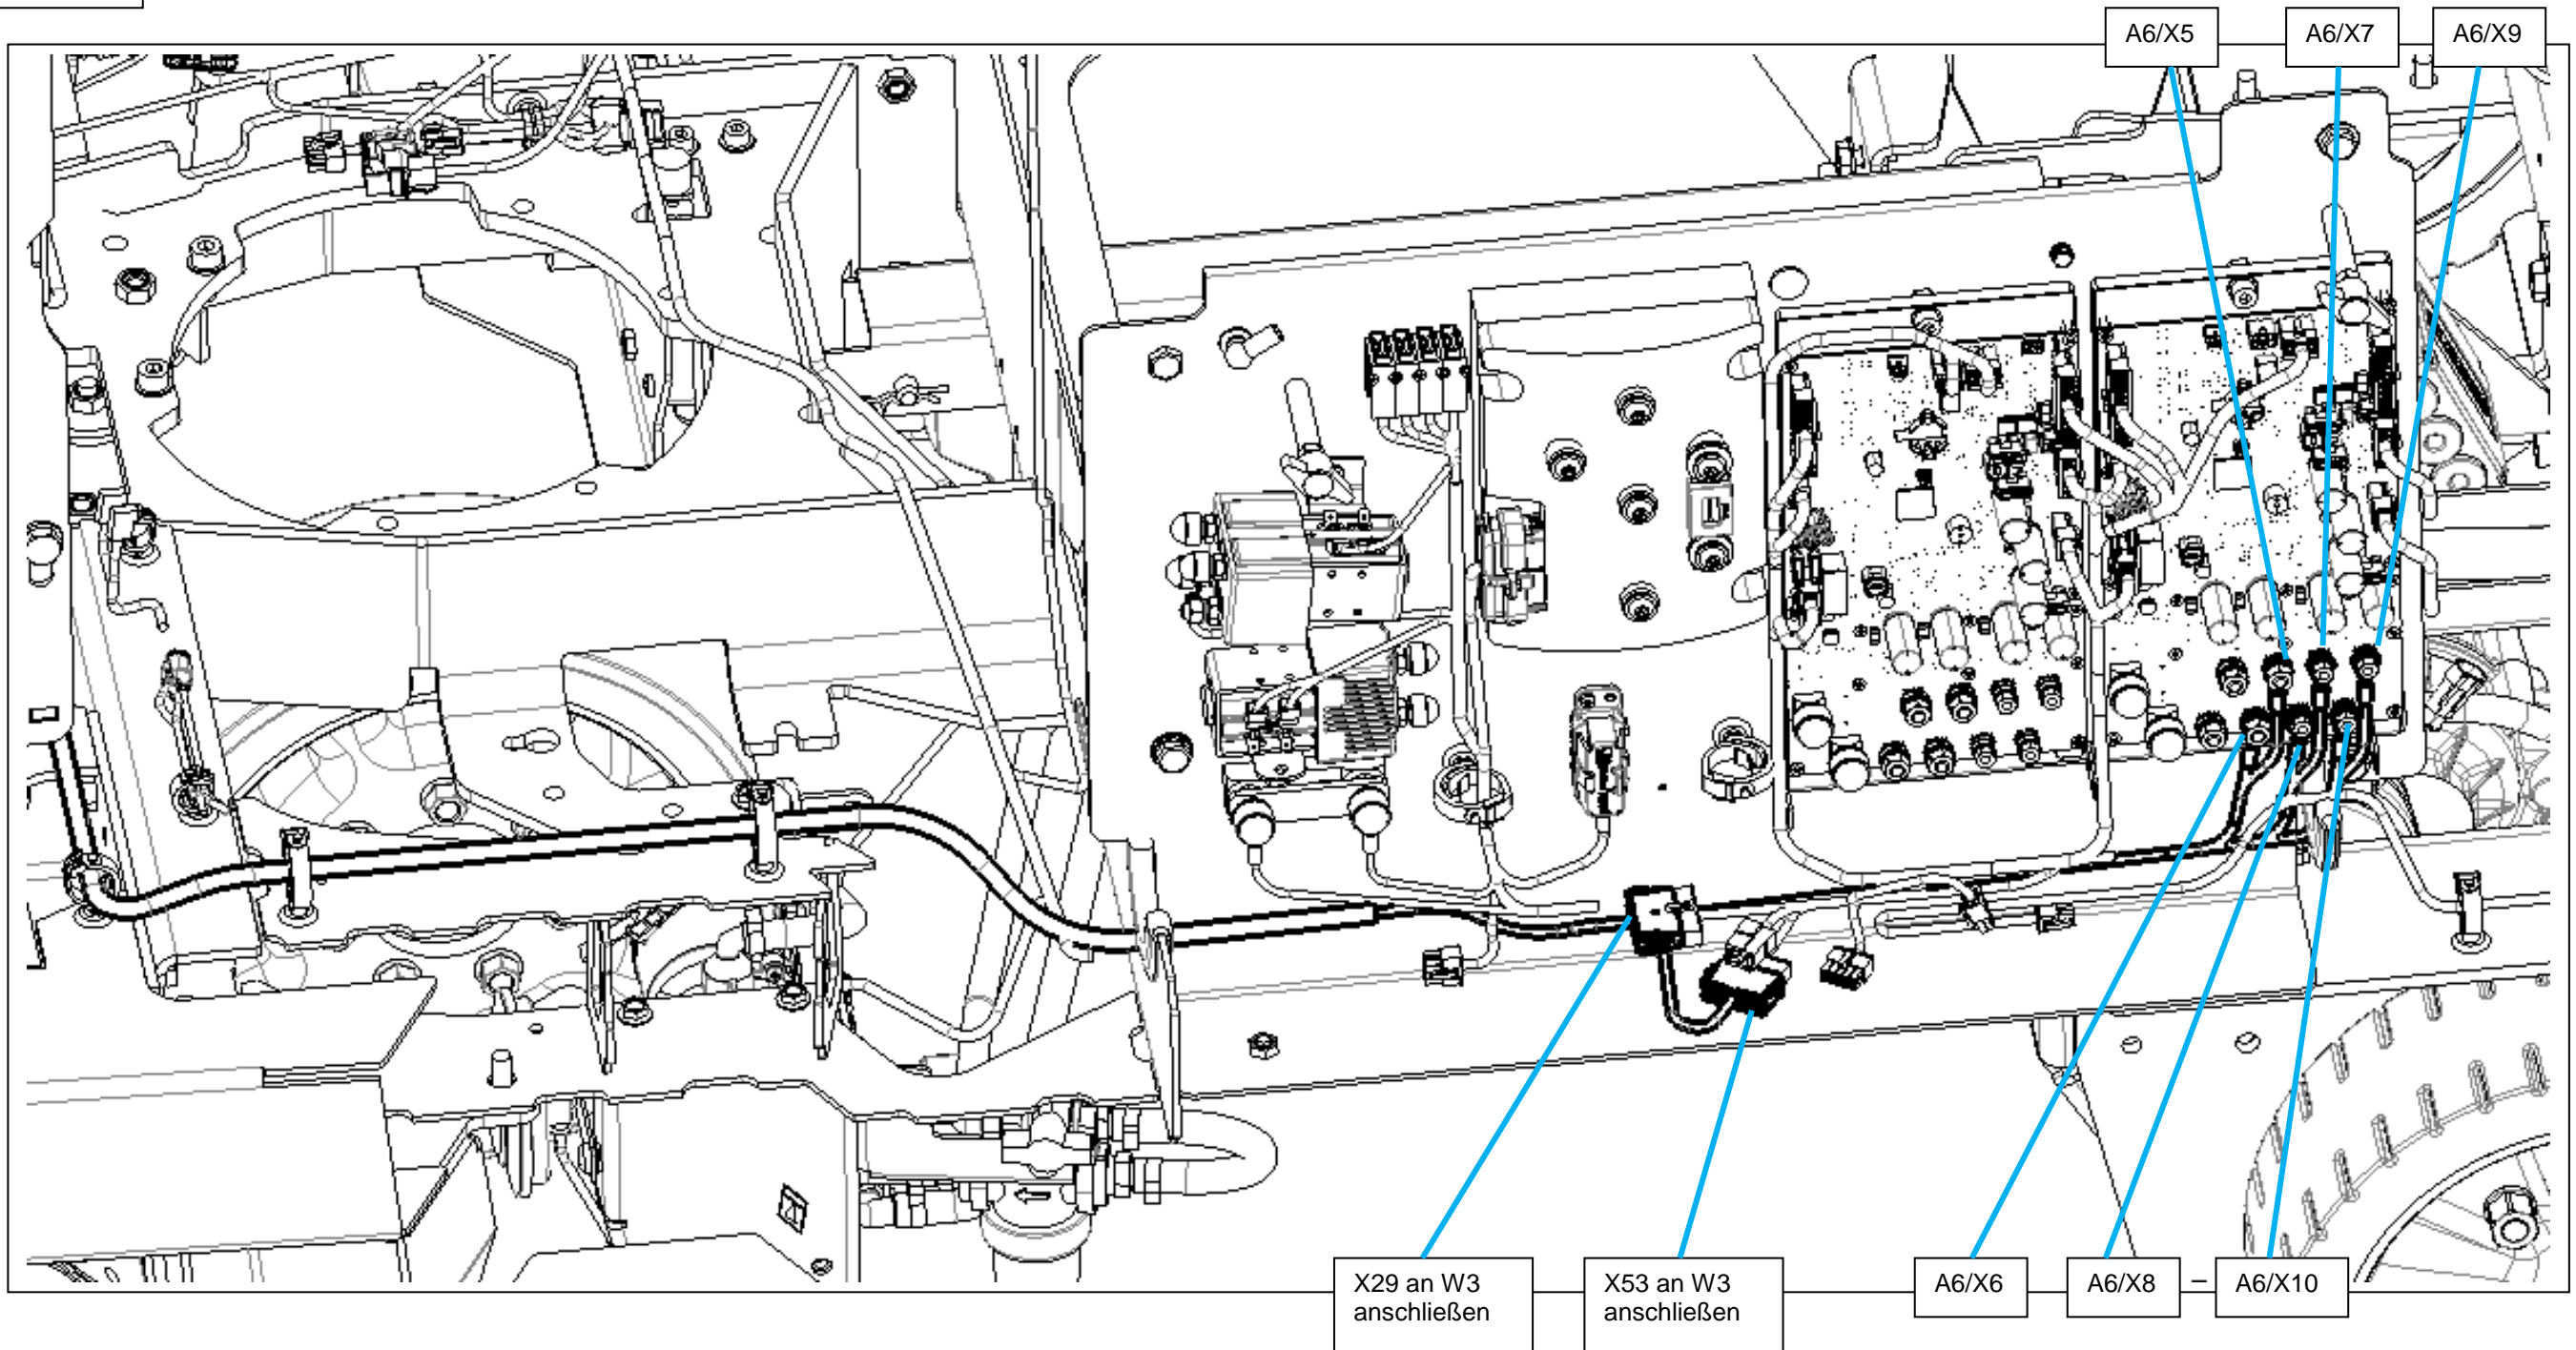 A6/X5
A6/X7
A6/X9
X29 an W3
anschließen
X53 an W3
anschließen
A6/X6
A6/X8
–
A6/X10